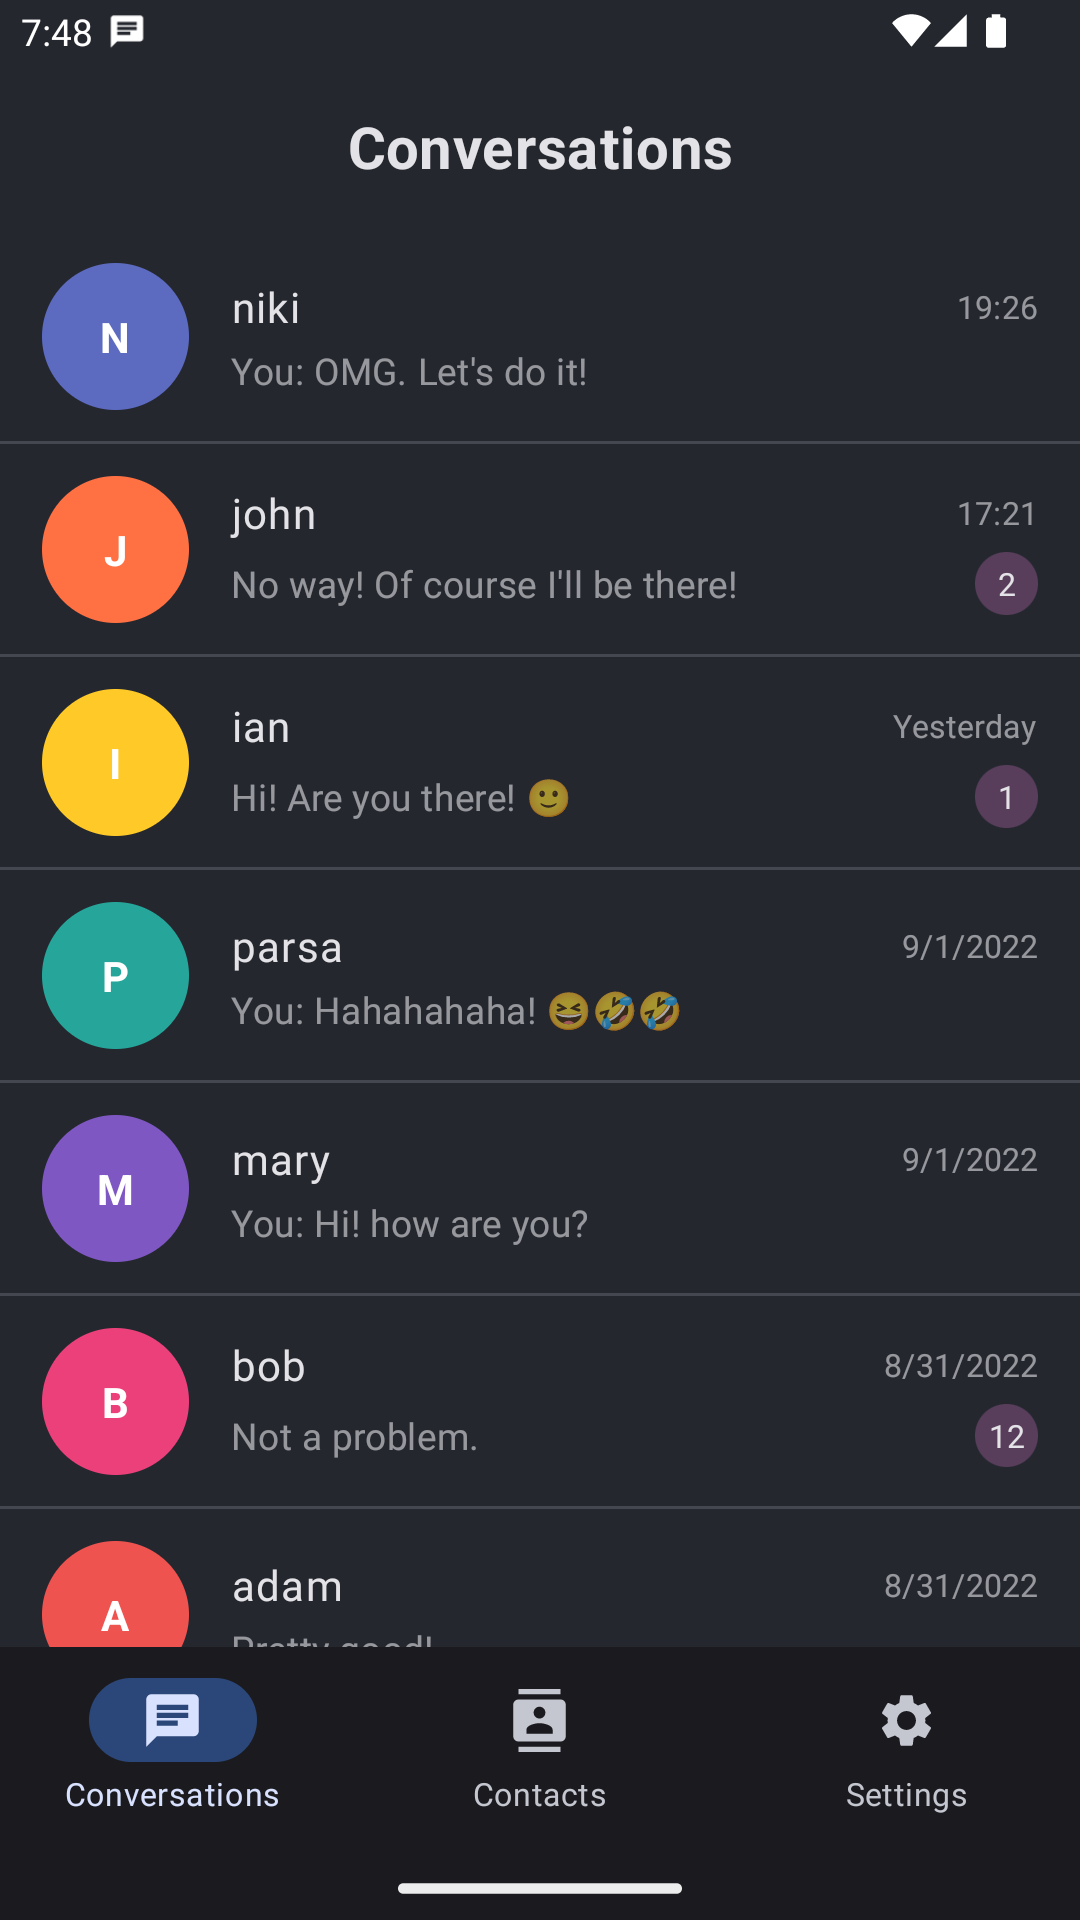 7:48
Conversations
N
niki
19:26
You: OMG. Let's do it!
J
john
17:21
No way! Of course I'll be there!
2
I
ian
Yesterday
Hi! Are you there! 🙂
1
P
parsa
9/1/2022
You: Hahahahaha! 😆🤣🤣
M
mary
9/1/2022
You: Hi! how are you?
B
bob
8/31/2022
Not a problem.
12
A
adam
8/31/2022
Pretty good!
Conversations
Contacts
Settings